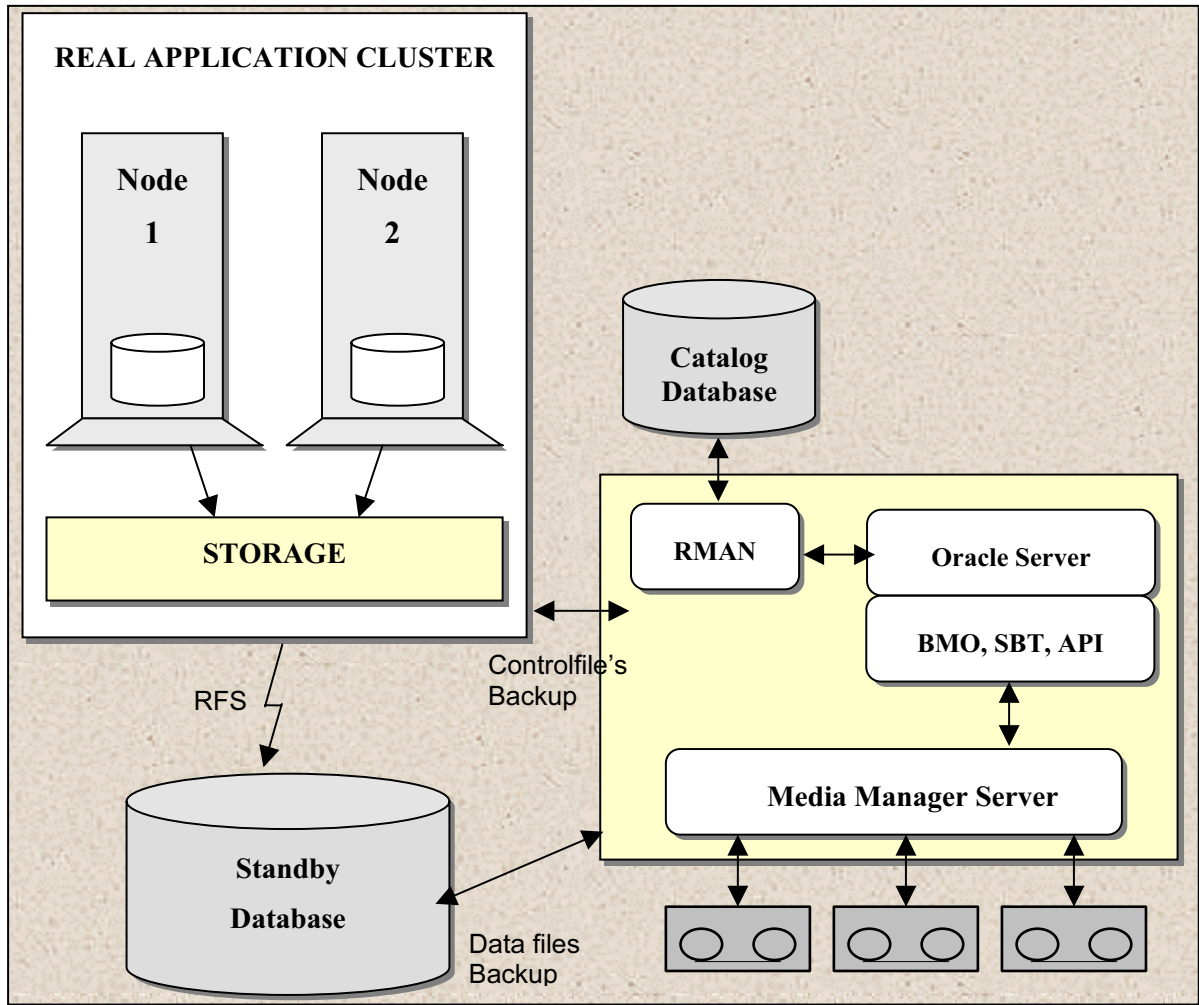 REAL APPLICATION CLUSTER
Node
1
Node
2
STORAGE
Catalog
Database
RMAN
Oracle Server
BMO, SBT, API
Controlfile's
Backup
RFS
Media Manager Server
Standby
Database
Data files
Backup